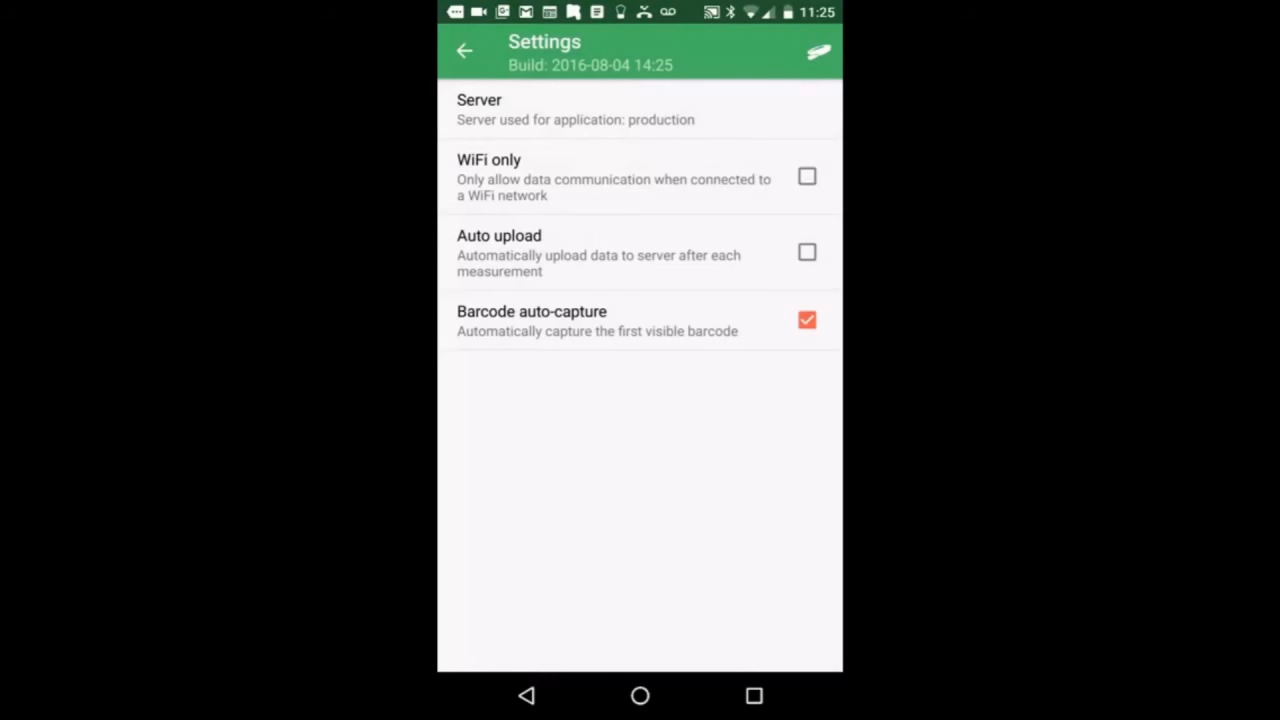 11:25
Settings
Build: 2016-08-04 14:25
Server
Server used for application: production
WiFi only
Only allow data communication when connected to
a WiFi network
Auto upload
Automatically upload data to server after each
measurement
Barcode auto-capture
Automatically capture the first visible barcode